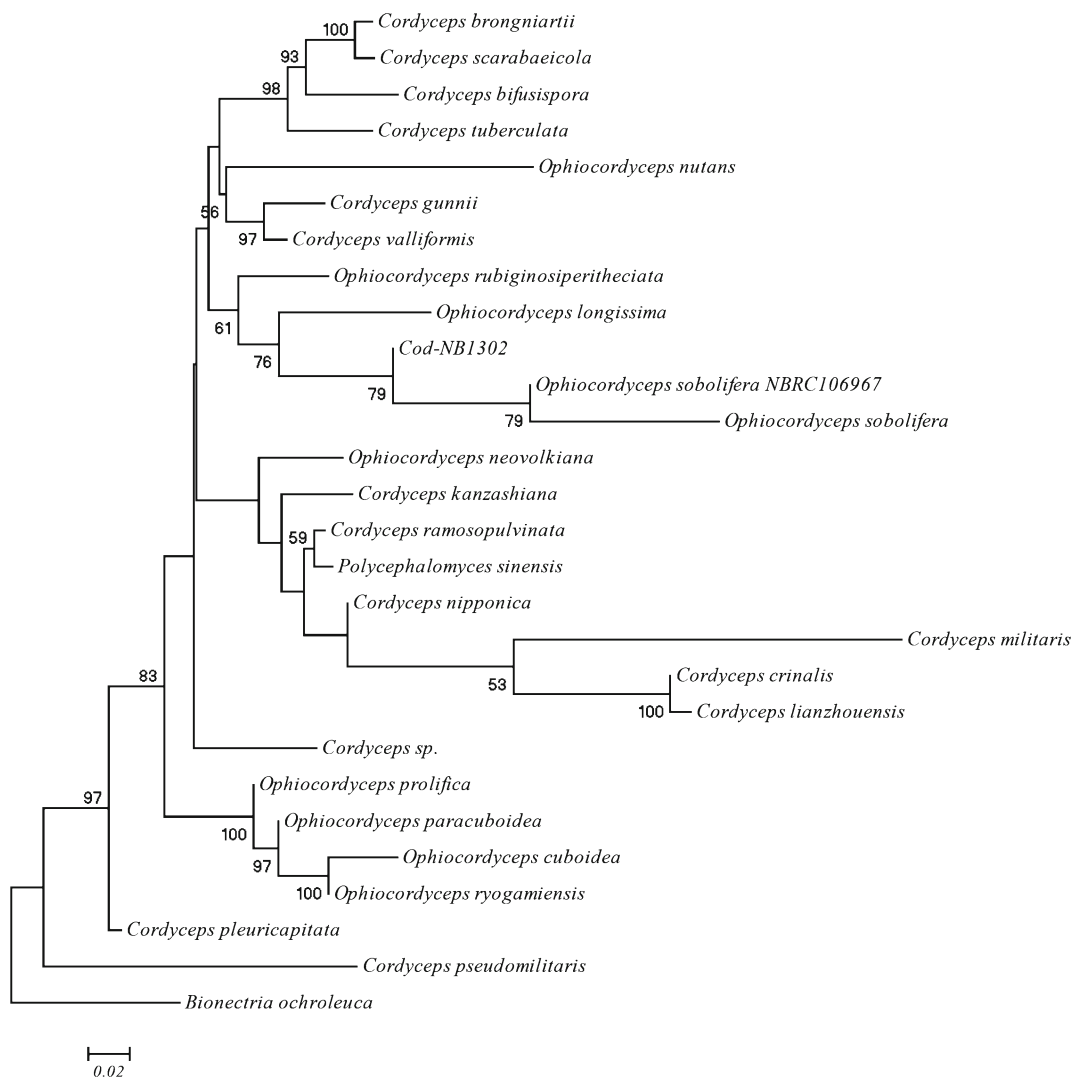 Cordyceps brongniartii
100
Cordyceps scarabaeicola
93
98
Cordyceps bifusispora
Cordyceps tuberculata
Ophiocordyceps nutans
56
Cordyceps gunnii
97
Cordyceps valliformis
Ophiocordyceps rubiginosiperitheciata
61
Ophiocordyceps longissima
76
Cod-NB1302
79
Ophiocordyceps sobolifera NBRC106967
79
Ophiocordyceps sobolifera
Ophiocordyceps neovolkiana
Cordyceps kanzashiana
59
Cordyceps ramosopulvinata
Polycephalomyces sinensis
Cordyceps nipponica
Cordyceps militaris
53
Cordyceps crinalis
100
Cordyceps lianzhouensis
83
Cordyceps sp.
Ophiocordyceps prolifica
97
100
Ophiocordyceps paracuboidea
97
Ophiocordyceps cuboidea
100
Ophiocordyceps ryogamiensis
Cordyceps pleuricapitata
Cordyceps pseudomilitaris
Bionectria ochroleuca
0.02